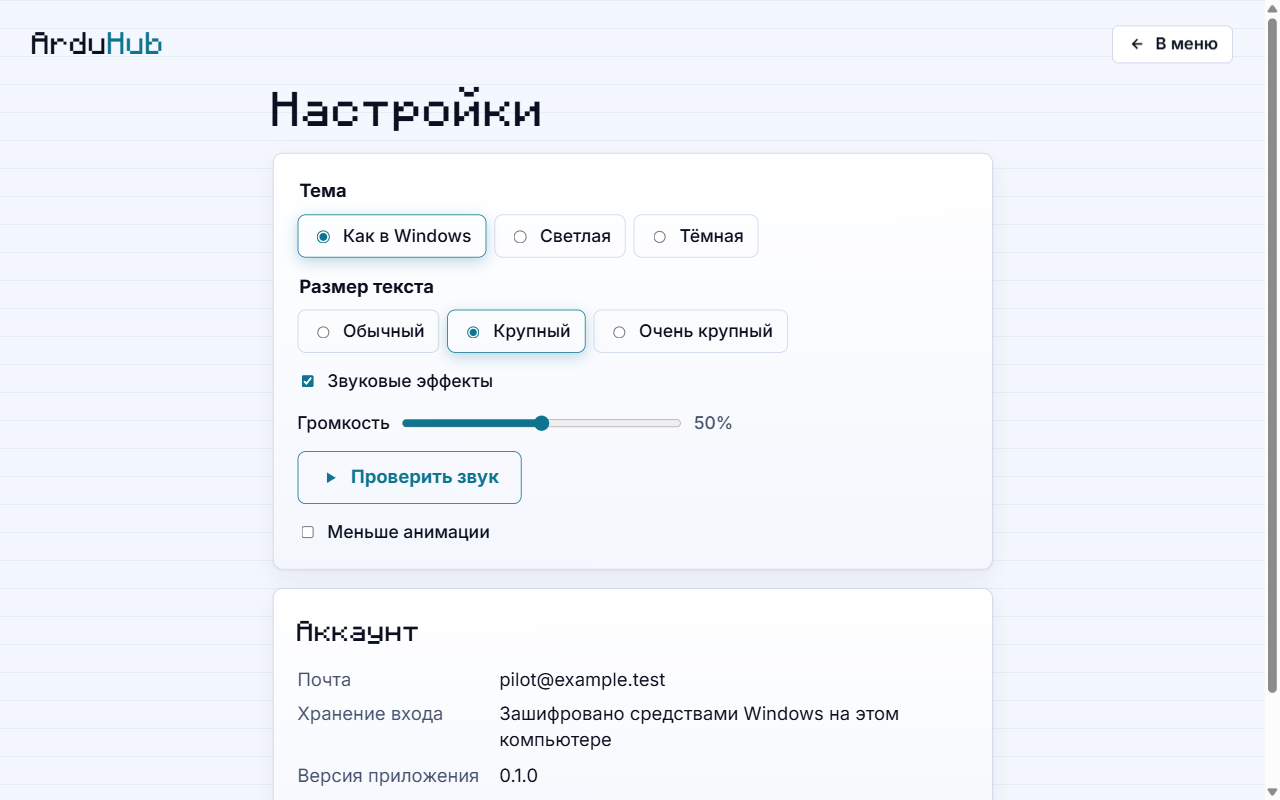 ArduHub
← В меню
Настройки
Тема
Как в Windows
Светлая
Тёмная
Размер текста
Обычный
Крупный
Очень крупный
Звуковые эффекты
Громкость
50%
Проверить звук
Меньше анимации
Аккаунт
Почта
pilot@example.test
Хранение входа
Зашифровано средствами Windows на этом
компьютере
Версия приложения
0.1.0